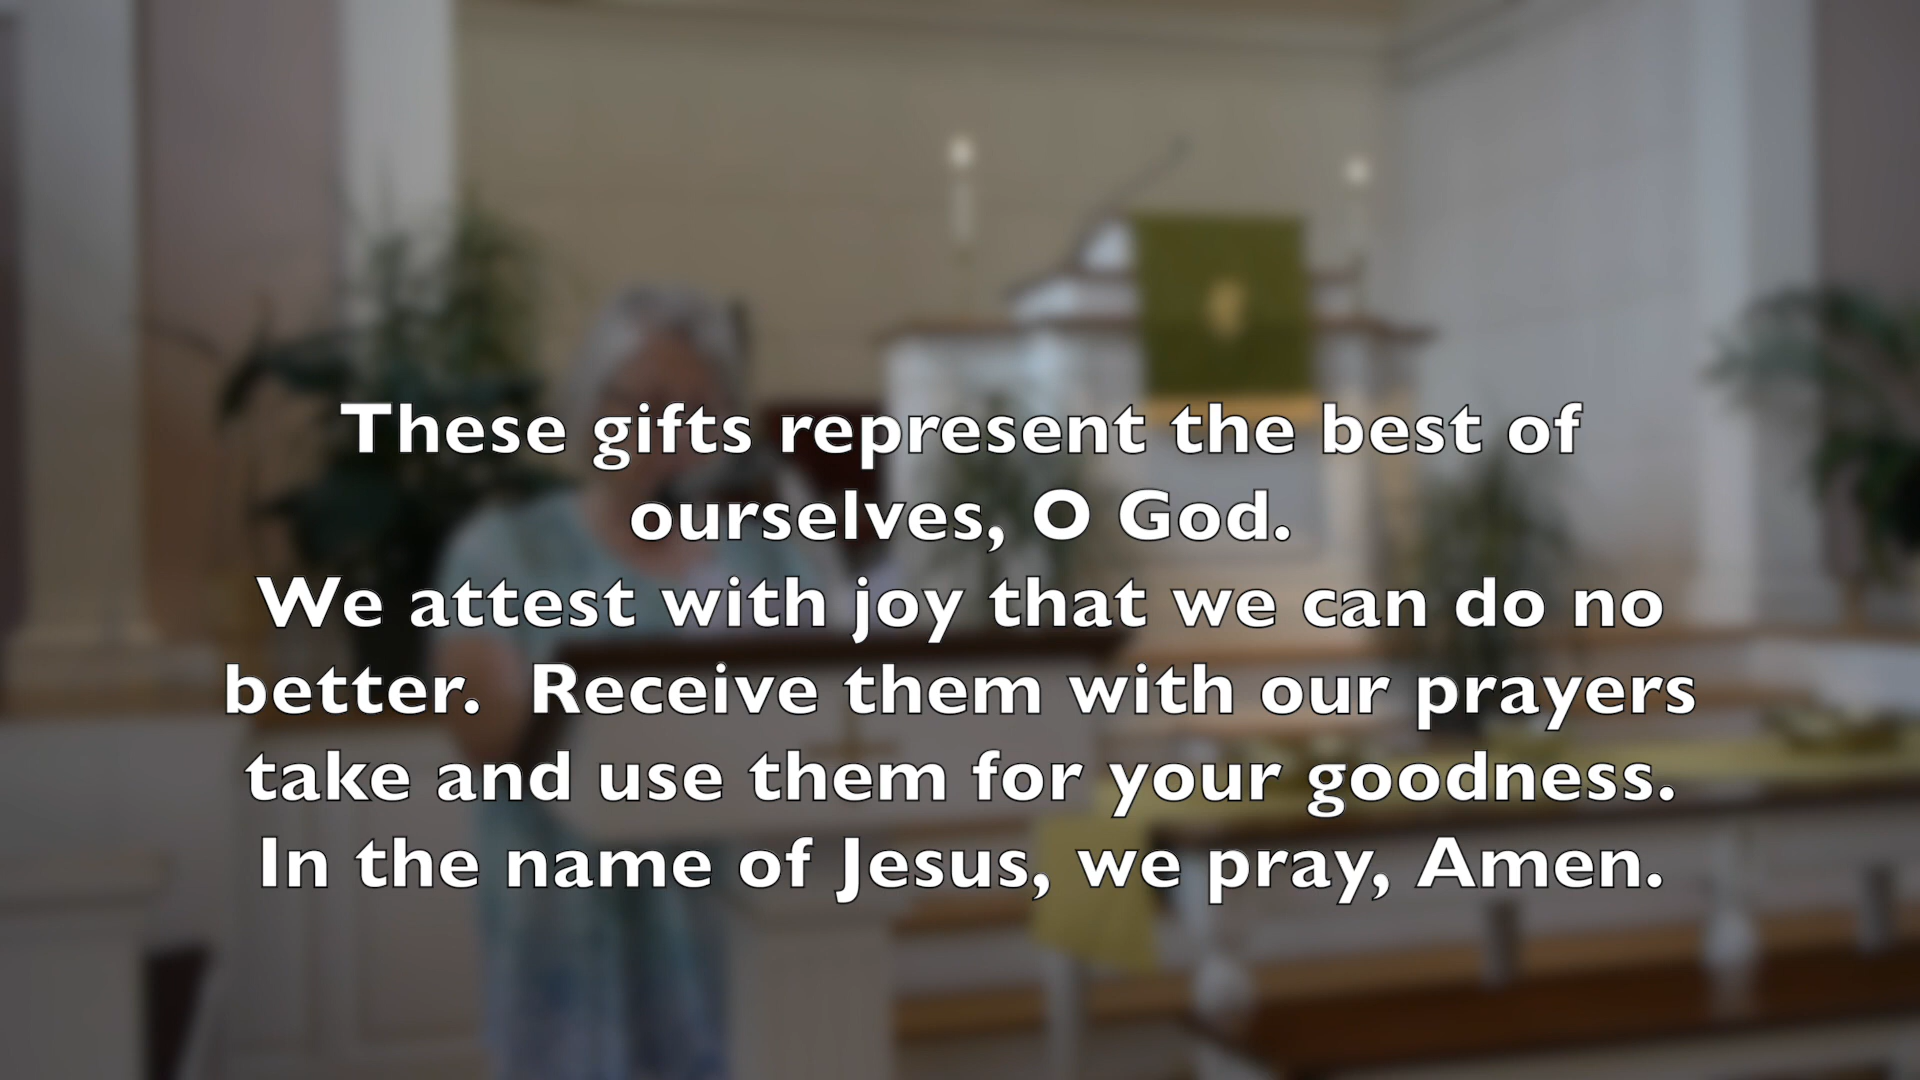 These gifts represent the best of
ourselves, O God.
We attest with joy that we can do no
better.  Receive them with our prayers
take and use them for your goodness.
In the name of Jesus, we pray, Amen.